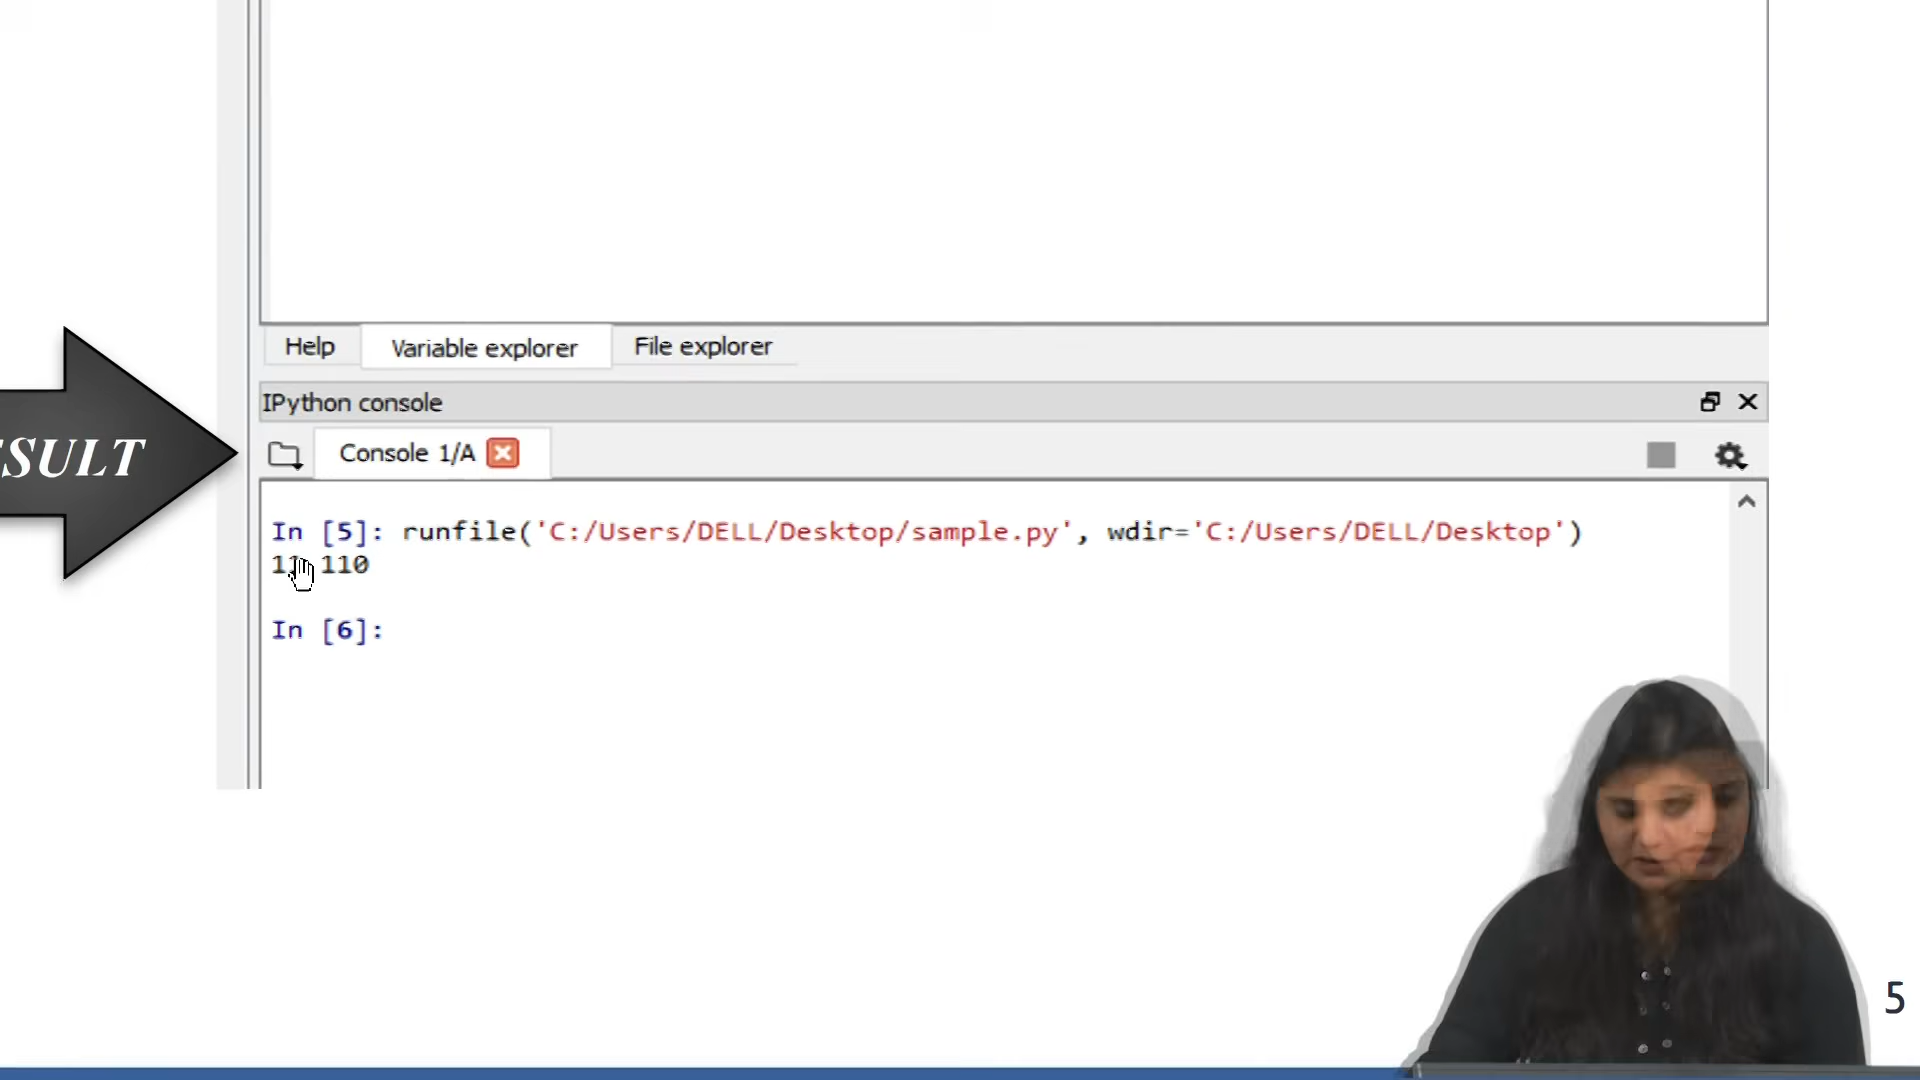 Help Variable explorer File explorer
IPython console
Console 1/A
SULT
In [5]: runfile('C:/Users/DELL/Desktop/sample.py', wdir='C:/Users/DELL/Desktop')
11 110
In [6]:
5